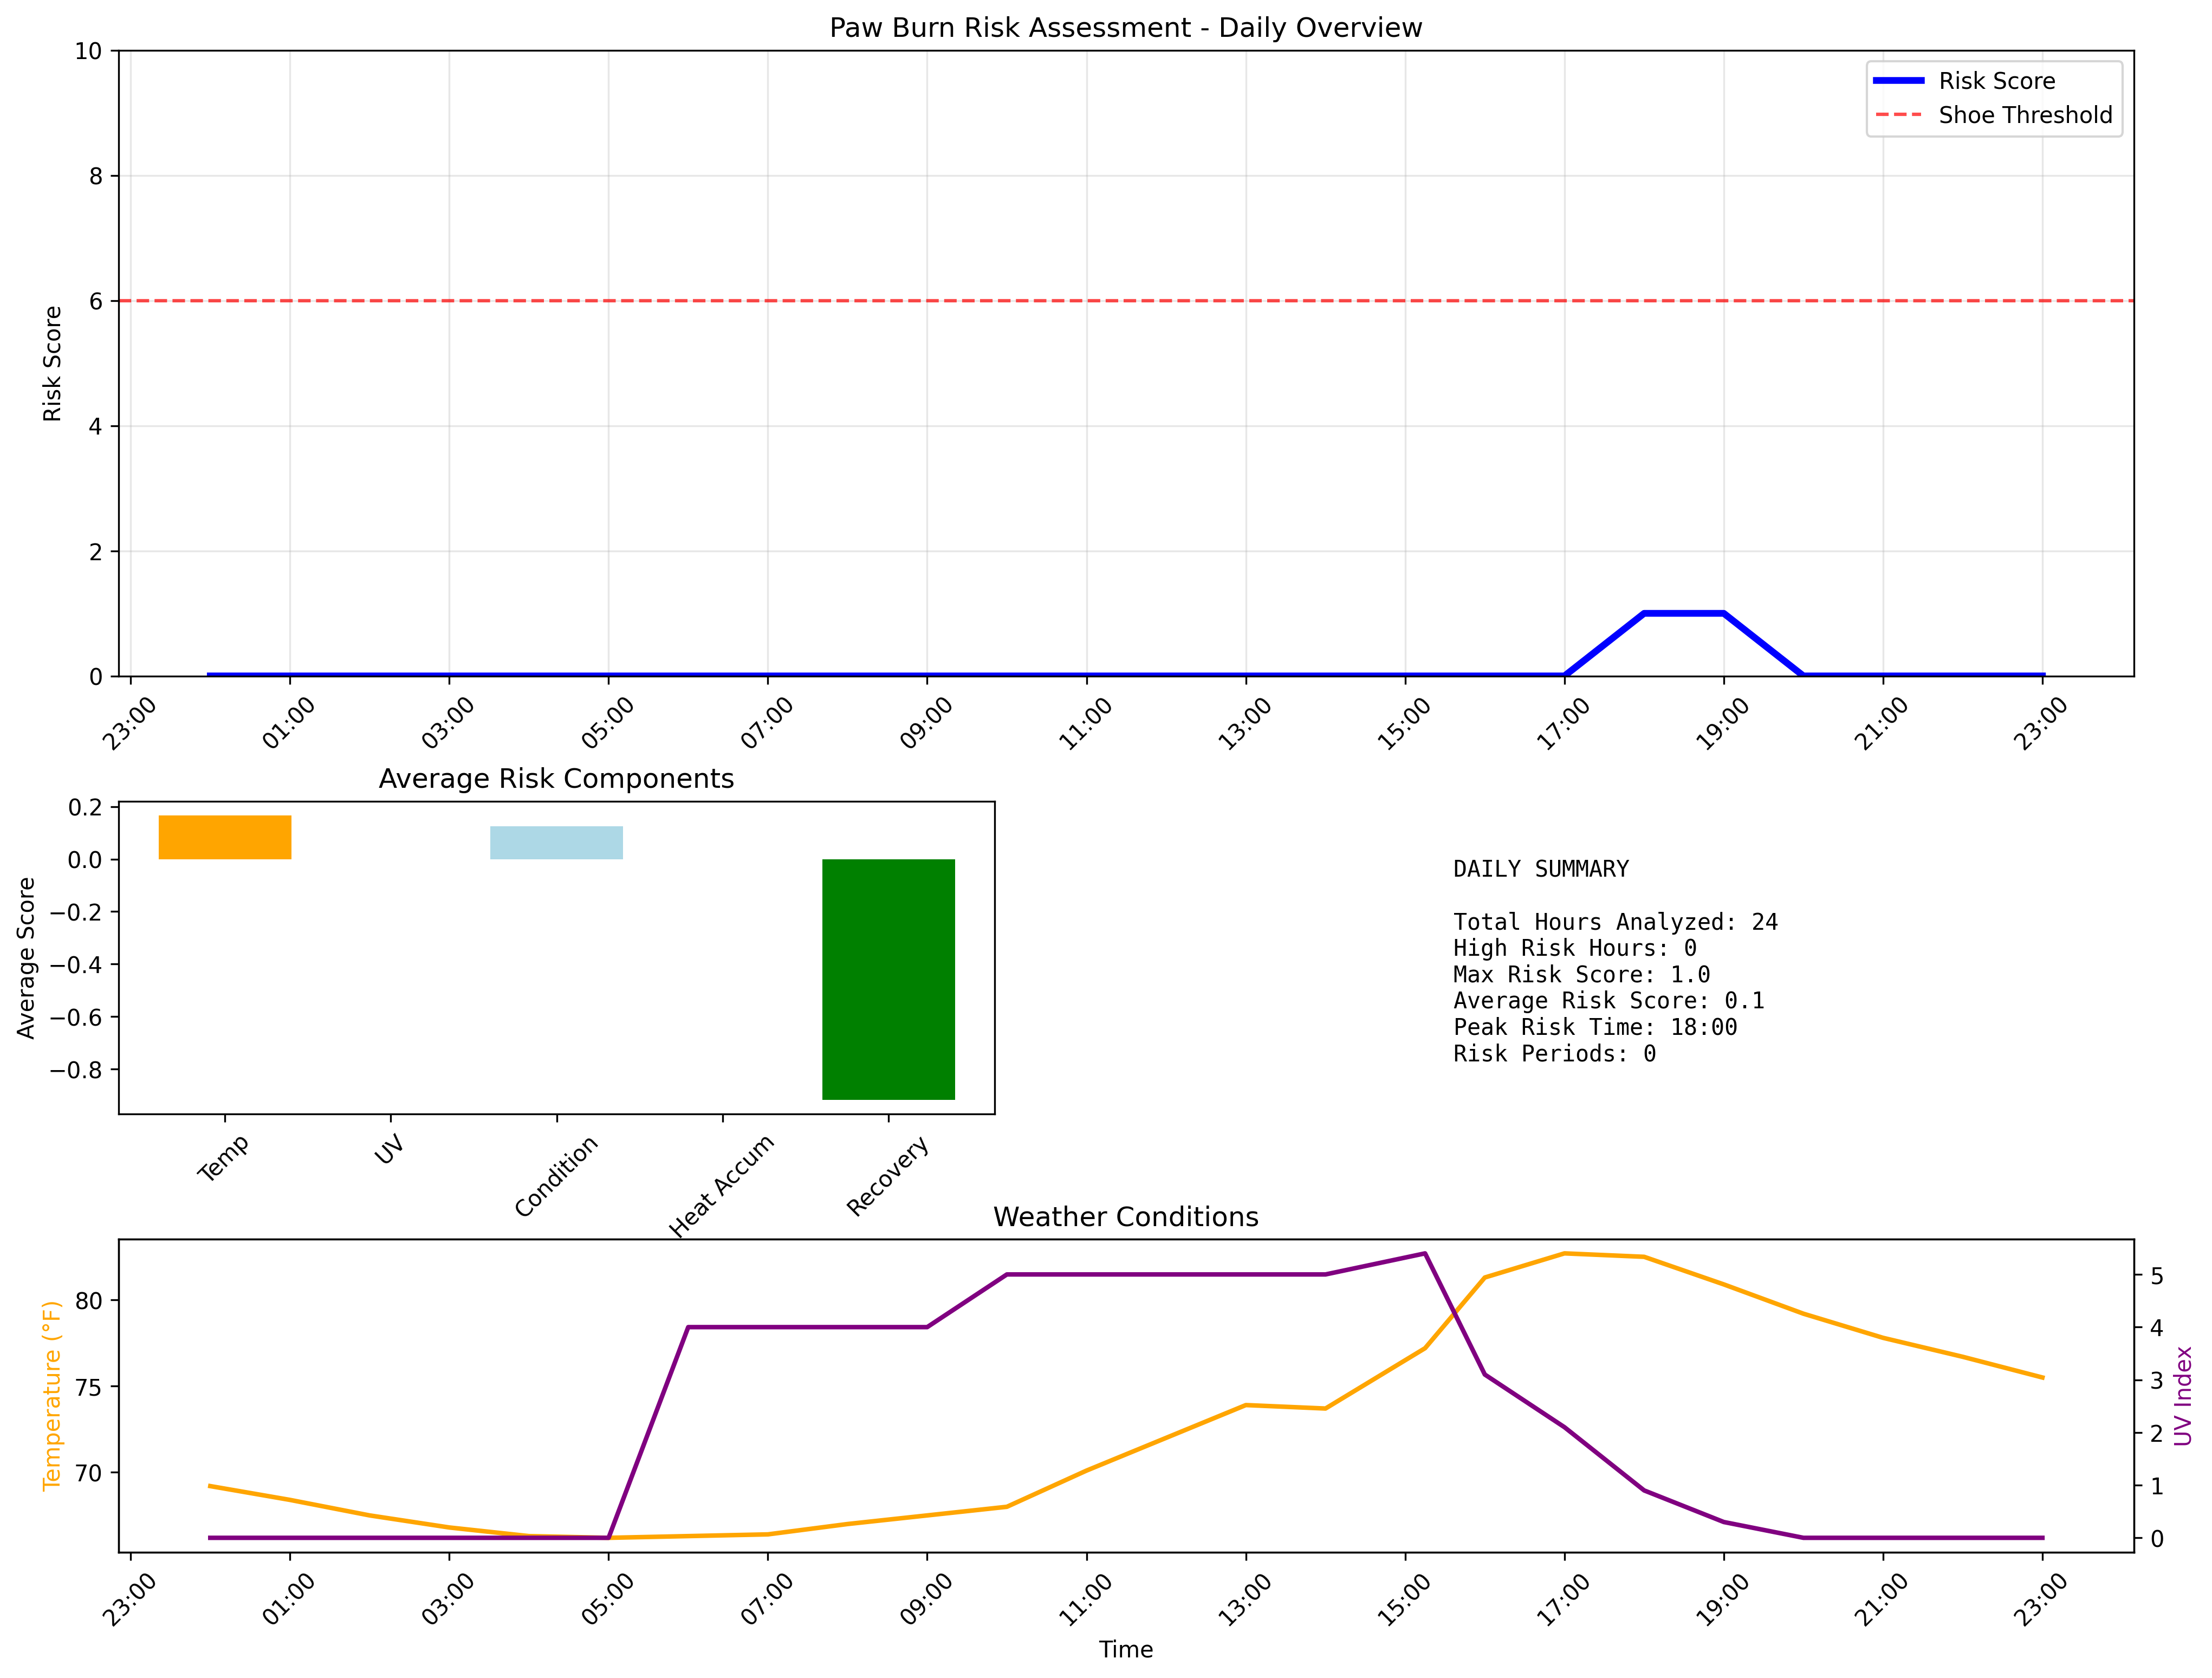 Paw Burn Risk Assessment - Daily Overview
Risk Score
10
8
6
4
2
0
Risk Score
Shoe Threshold
23:00 01:00 03:00 05:00 07:00 09:00 11:00 13:00 15:00 17:00 19:00 21:00 23:00
Average Risk Components
Average Score
0.2
0.0
−0.2
−0.4
−0.6
−0.8
Temp UV Condition Heat Accum Recovery
DAILY SUMMARY
Total Hours Analyzed: 24
High Risk Hours: 0
Max Risk Score: 1.0
Average Risk Score: 0.1
Peak Risk Time: 18:00
Risk Periods: 0
Weather Conditions
Temperature (°F)
80
75
70
5
4
3
2
1
0
UV Index
23:00 01:00 03:00 05:00 07:00 09:00 11:00 13:00 15:00 17:00 19:00 21:00 23:00
Time